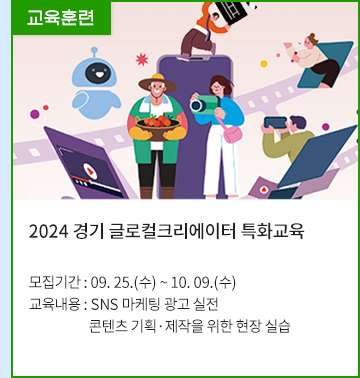 교육훈련
2024 경기 글로컬크리에이터 특화교육
모집기간 : 09. 25.(수) ~ 10. 09.(수)
교육내용 : SNS 마케팅 광고 실전
콘텐츠 기획·제작을 위한 현장 실습